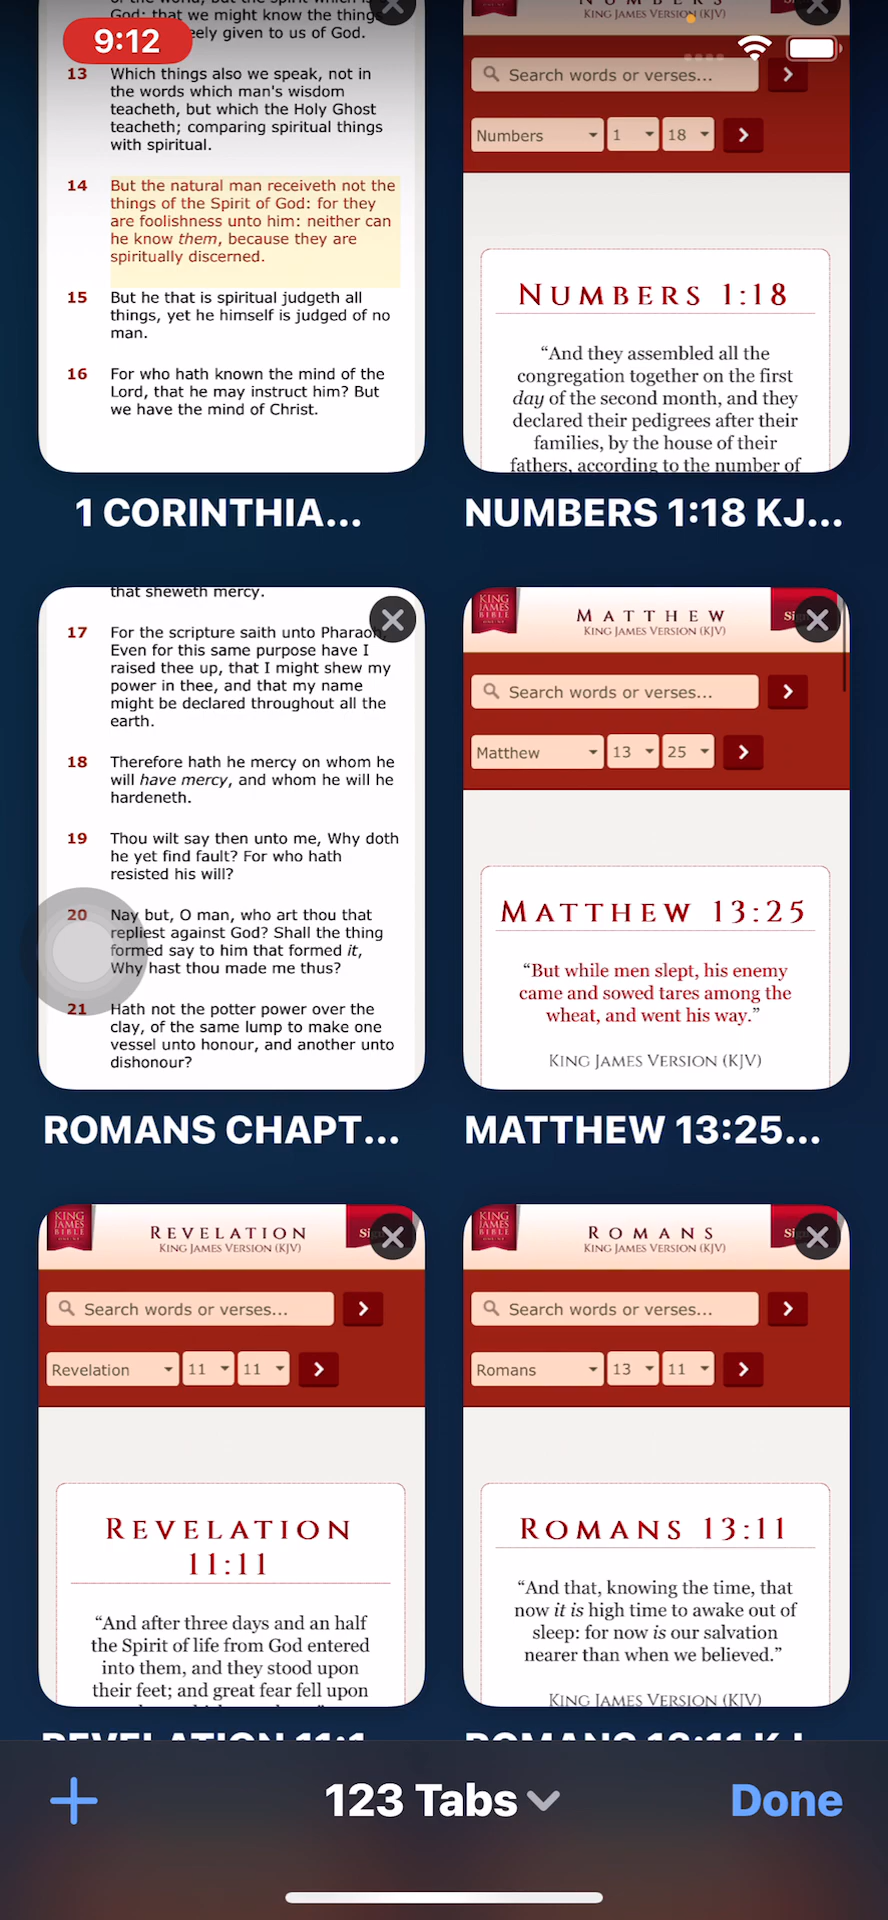 God: that we might know the things
eely given to us of God.
13 Which things also we speak, not in
the words which man's wisdom
teacheth, but which the Holy Ghost
teacheth; comparing spiritual things
with spiritual.
14 But the natural man receiveth not the
things of the Spirit of God: for they
are foolishness unto him: neither can
he know them, because they are
spiritually discerned.
15 But he that is spiritual judgeth all
things, yet he himself is judged of no
man.
16 For who hath known the mind of the
Lord, that he may instruct him? But
we have the mind of Christ.
1 CORINTHIA...
9:12
KING JAMES VERSION (KJV)
Search words or verses...
Numbers 1 18
NUMBERS 1:18
“And they assembled all the
congregation together on the first
day of the second month, and they
declared their pedigrees after their
families, by the house of their
fathers, according to the number of
NUMBERS 1:18 KJ...
that sheweth mercy.
17 For the scripture saith unto Pharaoh,
Even for this same purpose have I
raised thee up, that I might shew my
power in thee, and that my name
might be declared throughout all the
earth.
18 Therefore hath he mercy on whom he
will have mercy, and whom he will he
hardeneth.
19 Thou wilt say then unto me, Why doth
he yet find fault? For who hath
resisted his will?
20 Nay but, O man, who art thou that
repliest against God? Shall the thing
formed say to him that formed it,
Why hast thou made me thus?
21 Hath not the potter power over the
clay, of the same lump to make one
vessel unto honour, and another unto
dishonour?
ROMANS CHAPT...
KING
JAMES
BIBLE
MATTHEW
KING JAMES VERSION (KJV)
Si
Search words or verses...
Matthew 13 25
MATTHEW 13:25
“But while men slept, his enemy
came and sowed tares among the
wheat, and went his way.”
KING JAMES VERSION (KJV)
MATTHEW 13:25...
KING
JAMES
BIBLE
REVELATION
KING JAMES VERSION (KJV)
Si
Search words or verses...
Revelation 11 11
REVELATION
11:11
“And after three days and an half
the Spirit of life from God entered
into them, and they stood upon
their feet; and great fear fell upon
KING
JAMES
BIBLE
ROMANS
KING JAMES VERSION (KJV)
Si
Search words or verses...
Romans 13 11
ROMANS 13:11
“And that, knowing the time, that
now it is high time to awake out of
sleep: for now is our salvation
nearer than when we believed.”
KING JAMES VERSION (KJV)
123 Tabs
Done